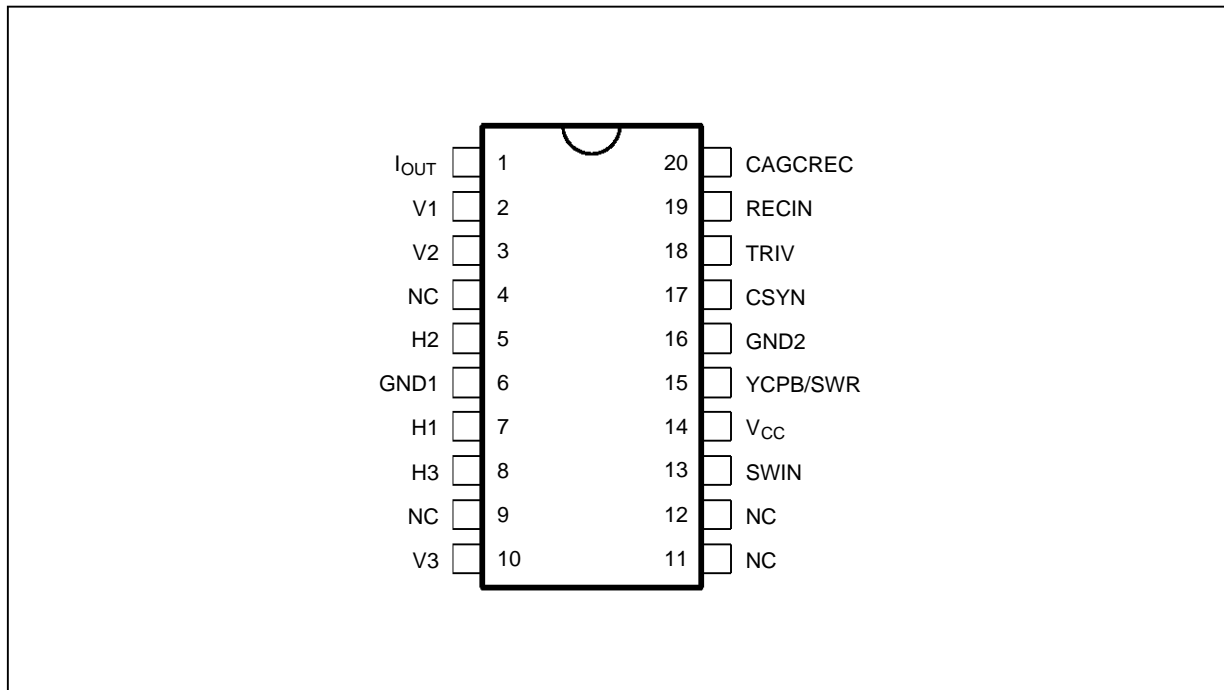 IOUT 1 20 CAGCREC
V1 2 19 RECIN
V2 3 18 TRIV
NC 4 17 CSYN
H2 5 16 GND2
GND1 6 15 YCPB/SWR
H1 7 14 VCC
H3 8 13 SWIN
NC 9 12 NC
V3 10 11 NC